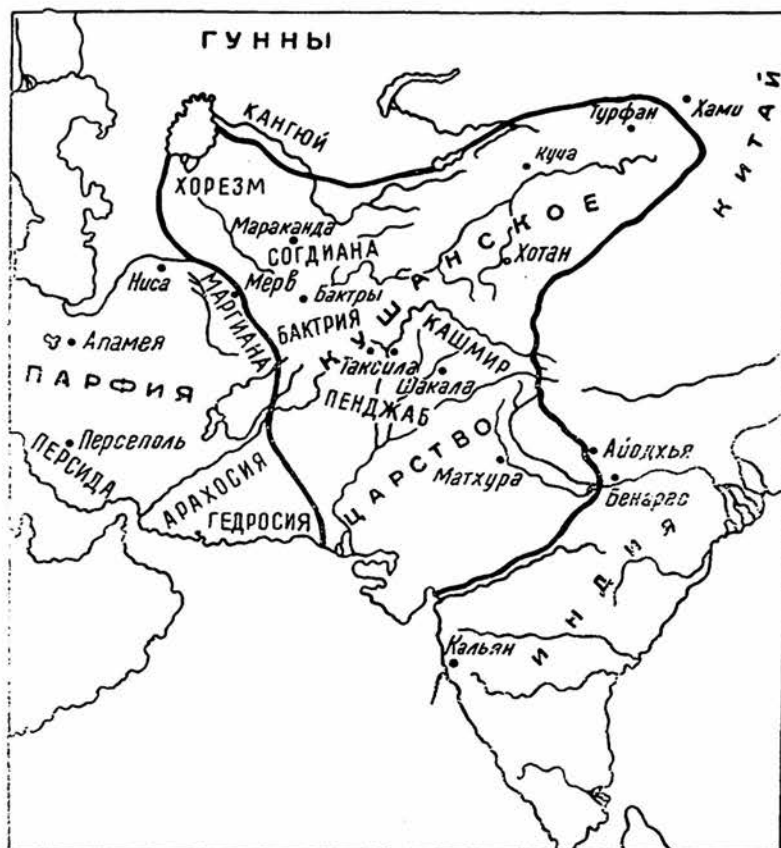 ГУННЫ
КИТАЙ
Хами
Турфан
КАНГЮЙ
Куча
ХОРЕЗМ
КУШАНСКОЕ
Мараканда
СОГДИАНА
Хотан
Ниса
Мерв
МАРГИАНА
Бактры
БАКТРИЯ
КАШМИР
Апамея
Таксила
Шакала
ПАРФИЯ
ПЕНДЖАБ
ЦАРСТВО
Персеполь
ПЕРСИДА
Айодхья
Матхура
Бенарес
АРАХОСИЯ
ГЕДРОСИЯ
ИНДИЯ
Кальян